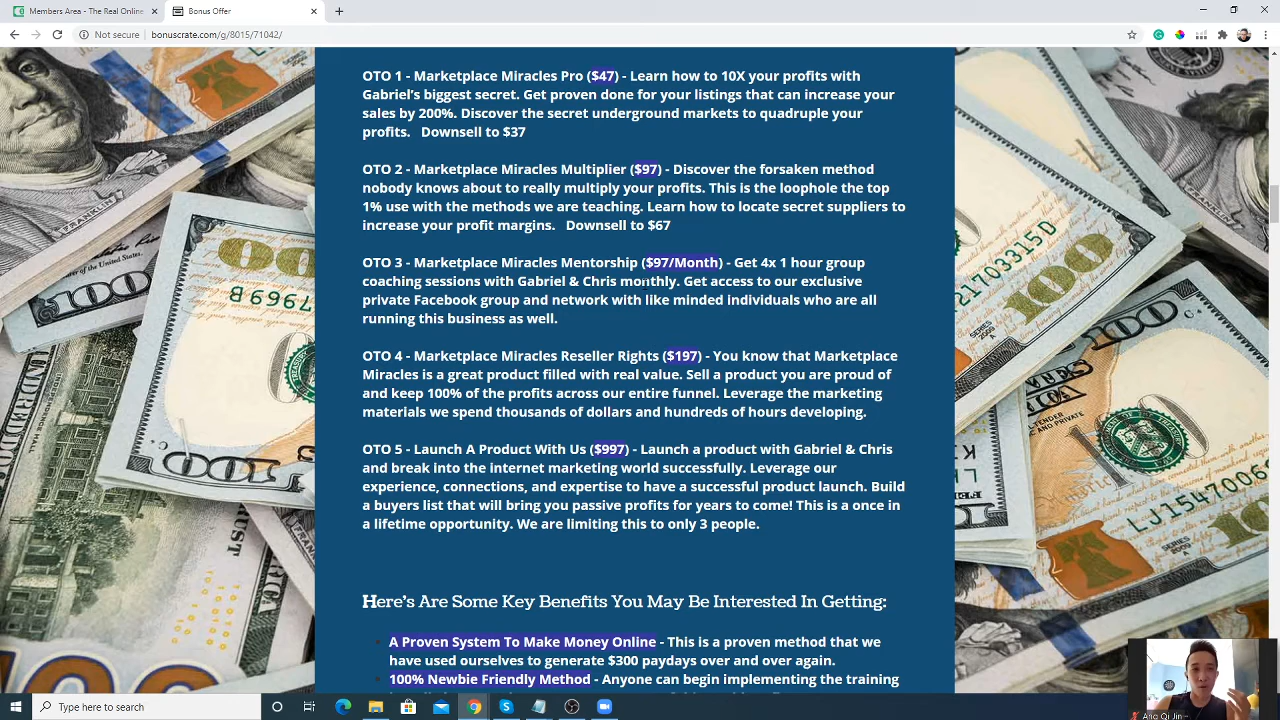 Members Area - The Real Online
Bonus Offer
Not secure
bonuscrate.com/g/8015/71042/
OTO 1 - Marketplace Miracles Pro ($47) - Learn how to 10X your profits with
Gabriel's biggest secret. Get proven done for your listings that can increase your
sales by 200%. Discover the secret underground markets to quadruple your
profits. Downsell to $37
OTO 2 - Marketplace Miracles Multiplier ($97) - Discover the forsaken method
nobody knows about to really multiply your profits. This is the loophole the top
1% use with the methods we are teaching. Learn how to locate secret suppliers to
increase your profit margins. Downsell to $67
OTO 3 - Marketplace Miracles Mentorship ($97/Month) - Get 4x 1 hour group
coaching sessions with Gabriel & Chris monthly. Get access to our exclusive
private Facebook group and network with like minded individuals who are all
running this business as well.
OTO 4 - Marketplace Miracles Reseller Rights ($197) - You know that Marketplace
Miracles is a great product filled with real value. Sell a product you are proud of
and keep 100% of the profits across our entire funnel. Leverage the marketing
materials we spend thousands of dollars and hundreds of hours developing.
OTO 5 - Launch A Product With Us ($997) - Launch a product with Gabriel & Chris
and break into the internet marketing world successfully. Leverage our
experience, connections, and expertise to have a successful product launch. Build
a buyers list that will bring you passive profits for years to come! This is a once in
a lifetime opportunity. We are limiting this to only 3 people.
Here's Are Some Key Benefits You May Be Interested In Getting:
A Proven System To Make Money Online - This is a proven method that we
have used ourselves to generate $300 paydays over and over again.
100% Newbie Friendly Method - Anyone can begin implementing the training
FRANKLIN
100
7969B
2177033150
100
SERIES
LJ1547069
Type here to search
Ang Qi Jin